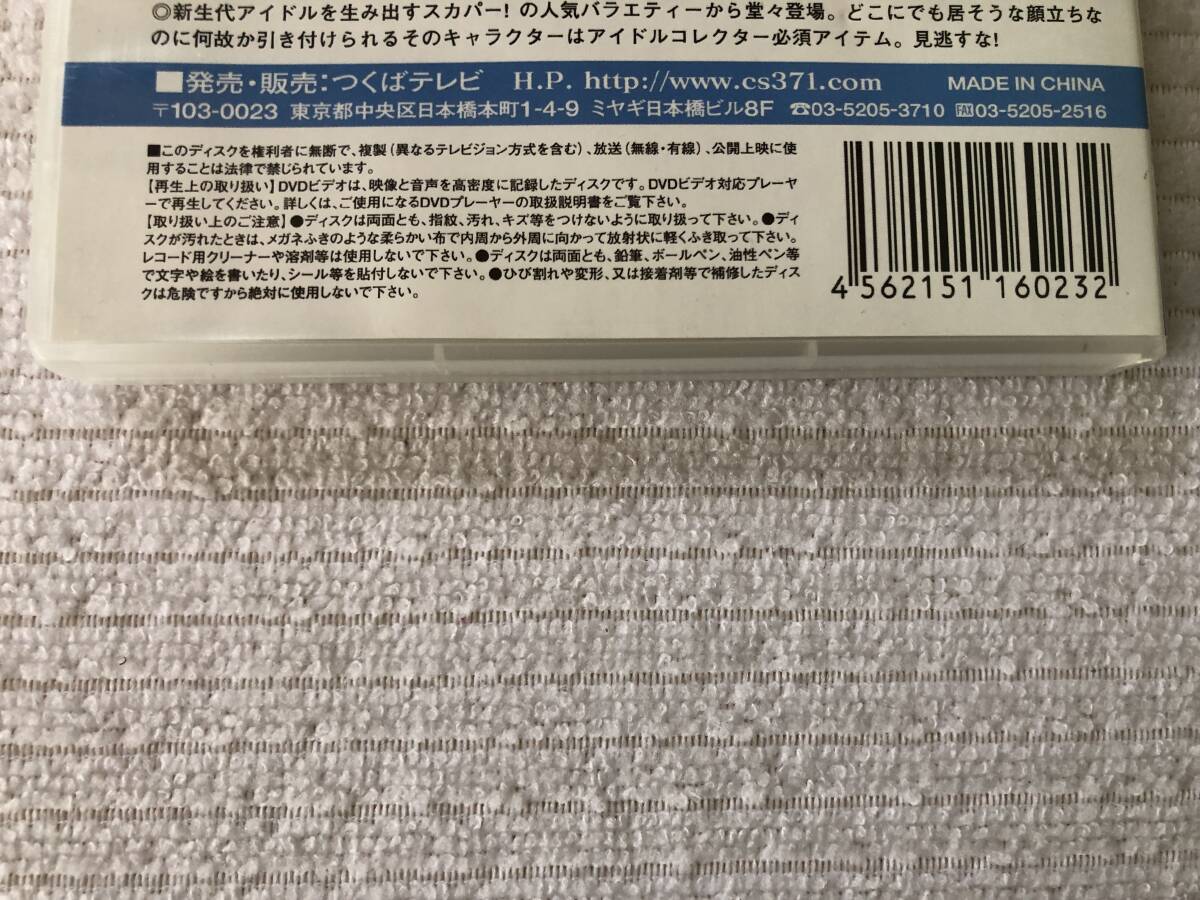 ◎新生代アイドルを生み出すスカパー! の人気バラエティーから堂々登場。どこにでも居そうな顔立ちな
のに何故か引き付けられるそのキャラクターはアイドルコレクター必須アイテム。見逃すな!
■発売・販売:つくばテレビ H.P. http://www.cs371.com MADE IN CHINA
〒103-0023 東京都中央区日本橋本町1-4-9 ミヤギ日本橋ビル8F ☎03-5205-3710 FAX03-5205-2516
■このディスクを権利者に無断で、複製(異なるテレビジョン方式を含む)、放送(無線・有線)、公開上映に使
用することは法律で禁じられています。
【再生上の取り扱い】DVDビデオは、映像と音声を高密度に記録したディスクです。DVDビデオ対応プレーヤ
ーで再生してください。詳しくは、ご使用になるDVDプレーヤーの取扱説明書をご覧下さい。
【取り扱い上のご注意】●ディスクは両面とも、指紋、汚れ、キズ等をつけないように取り扱って下さい。●ディ
スクが汚れたときは、メガネふきのような柔らかい布で内周から外周に向かって放射状に軽くふき取って下さい。
レコード用クリーナーや溶剤等は使用しないで下さい。●ディスクは両面とも、鉛筆、ボールペン、油性ペン等
で文字や絵を書いたり、シール等を貼付しないで下さい。●ひび割れや変形、又は接着剤等で補修したディス
クは危険ですから絶対に使用しないで下さい。
4 562151 160232